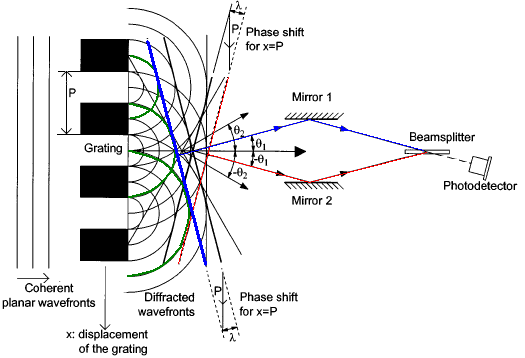 λ
P
Phase shift
for x=P
P
Mirror 1
θ2
θ1
Beamsplitter
Grating
-θ1
-θ2
Photodetector
Mirror 2
Coherent
planar wavefronts
Diffracted
wavefronts
P
Phase shift
for x=P
λ
x: displacement
of the grating